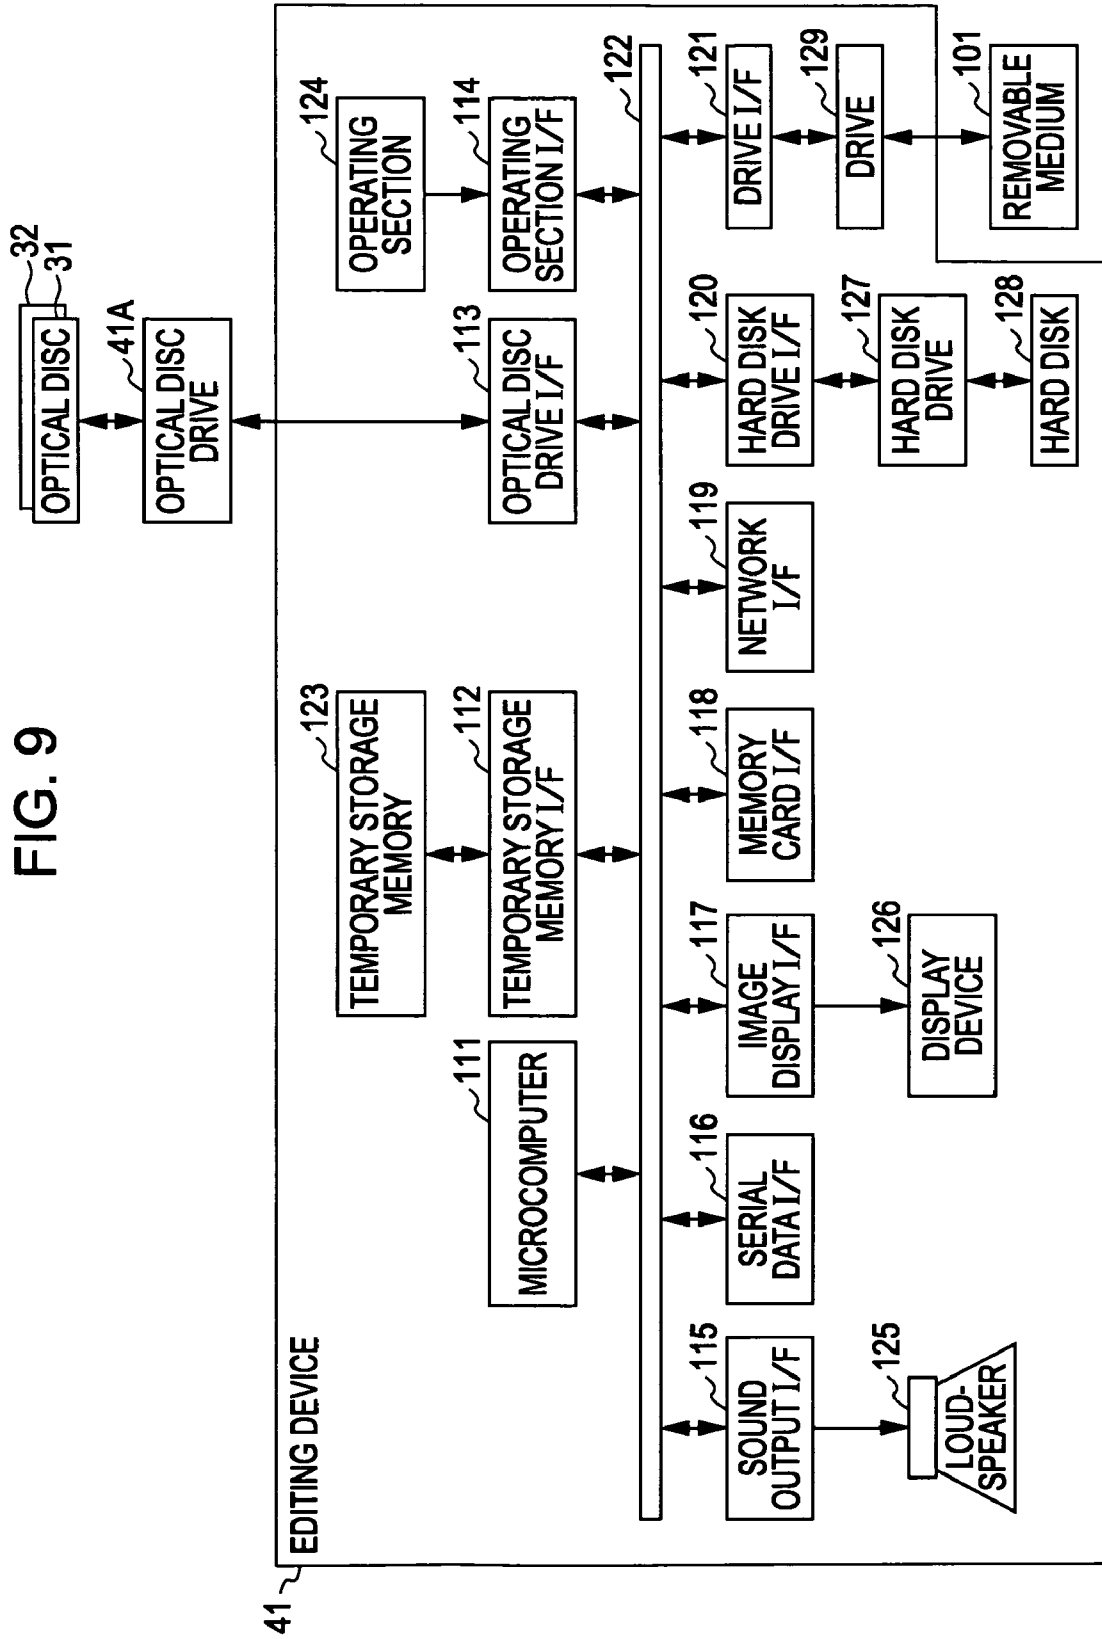 FIG. 9
32
31
OPTICAL DISC
41A
OPTICAL DISC
DRIVE
41
EDITING DEVICE
123
TEMPORARY STORAGE
MEMORY
124
OPERATING
SECTION
111
MICROCOMPUTER
112
TEMPORARY STORAGE
MEMORY I/F
113
OPTICAL DISC
DRIVE I/F
114
OPERATING
SECTION I/F
122
115
SOUND
OUTPUT I/F
116
SERIAL
DATA I/F
117
IMAGE
DISPLAY I/F
118
MEMORY
CARD I/F
119
NETWORK
I/F
120
HARD DISK
DRIVE I/F
121
DRIVE I/F
125
LOUD-
SPEAKER
126
DISPLAY
DEVICE
127
HARD DISK
DRIVE
129
DRIVE
128
HARD DISK
101
REMOVABLE
MEDIUM